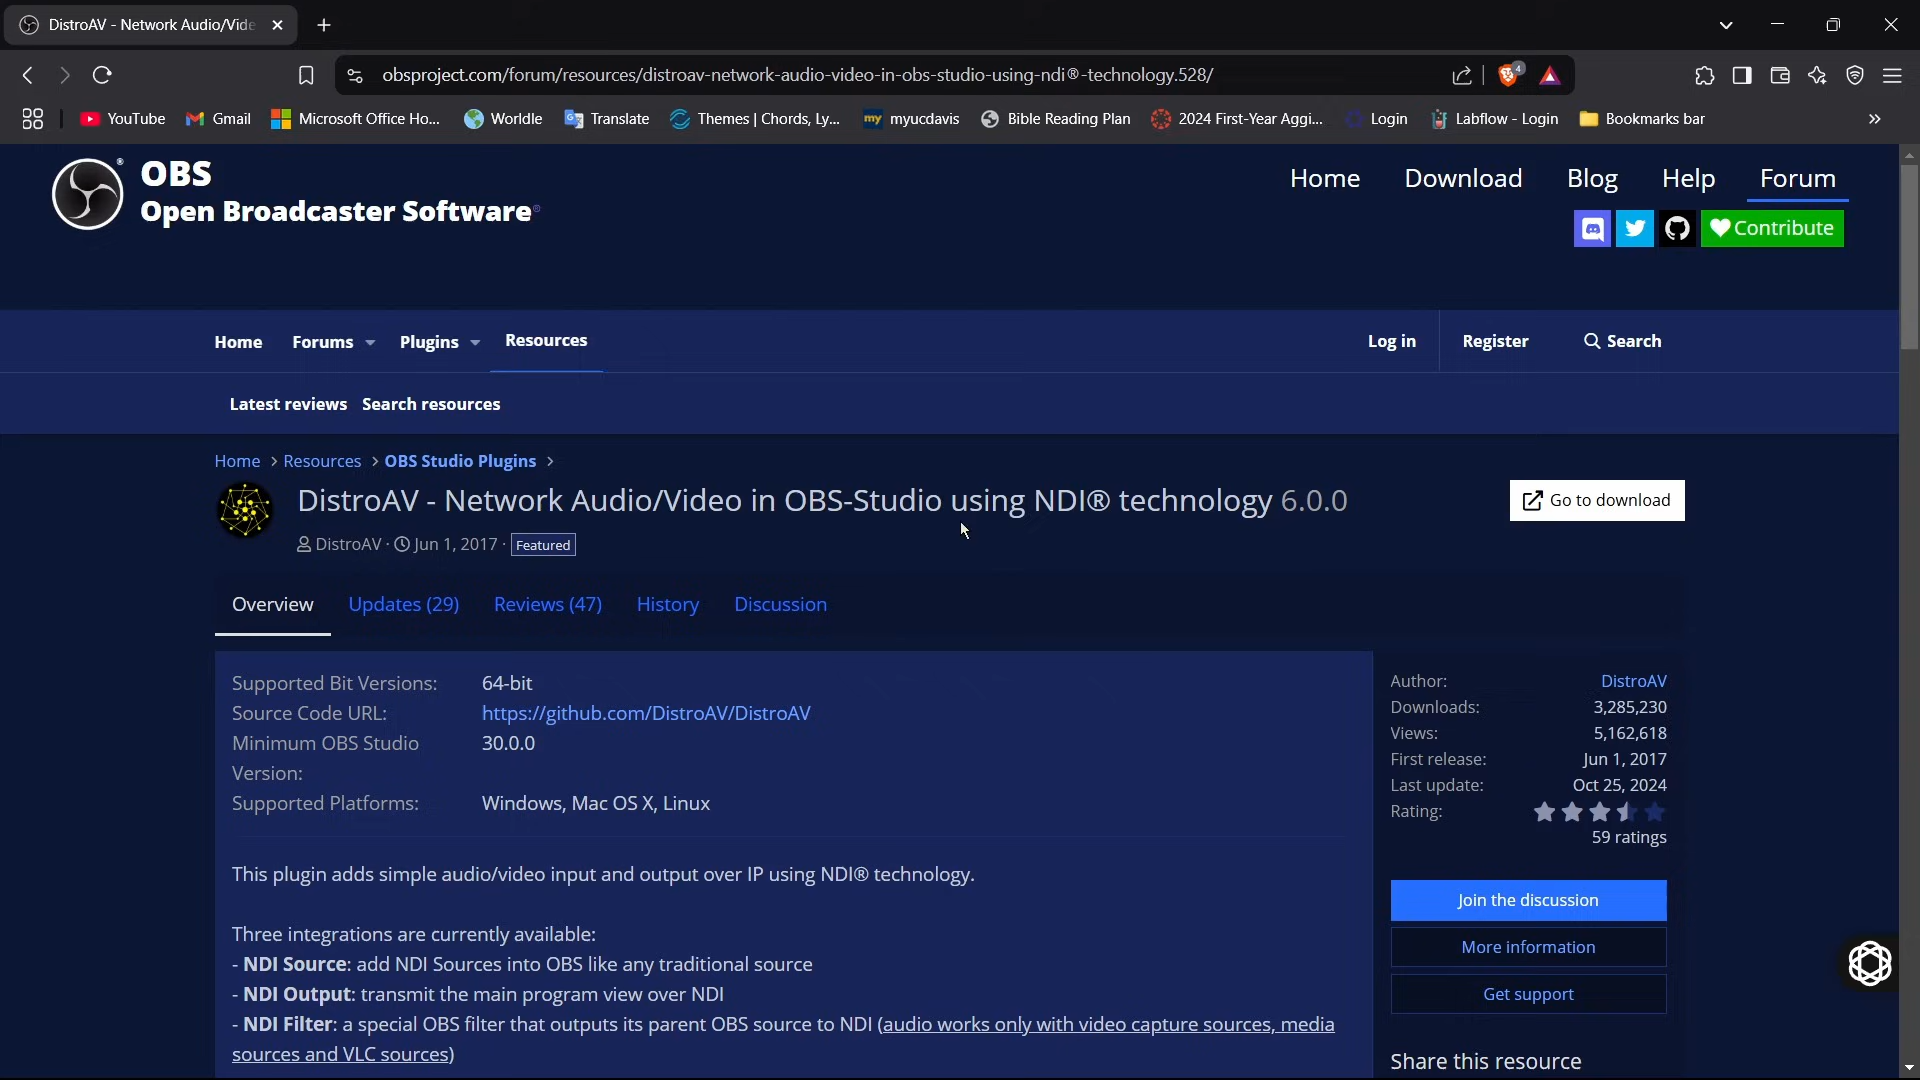 DistroAV - Network Audio/Vide
obsproject.com/forum/resources/distroav-network-audio-video-in-obs-studio-using-ndi®-technology.528/
4
YouTube
Gmail
Microsoft Office Ho...
Worldle
Translate
Themes | Chords, Ly...
my myucdavis
Bible Reading Plan
2024 First-Year Aggi...
Login
Labflow - Login
Bookmarks bar
»
OBS
Open Broadcaster Software®
Home
Download
Blog
Help
Forum
Contribute
Home
Forums
Plugins
Resources
Log in
Register
Search
Latest reviews
Search resources
Home > Resources > OBS Studio Plugins >
DistroAV - Network Audio/Video in OBS-Studio using NDI® technology 6.0.0
Go to download
DistroAV · Jun 1, 2017 · Featured
Overview
Updates (29)
Reviews (47)
History
Discussion
Supported Bit Versions: 64-bit
Source Code URL: https://github.com/DistroAV/DistroAV
Minimum OBS Studio 30.0.0
Version:
Supported Platforms: Windows, Mac OS X, Linux
This plugin adds simple audio/video input and output over IP using NDI® technology.
Three integrations are currently available:
- NDI Source: add NDI Sources into OBS like any traditional source
- NDI Output: transmit the main program view over NDI
- NDI Filter: a special OBS filter that outputs its parent OBS source to NDI (audio works only with video capture sources, media
sources and VLC sources)
Author: DistroAV
Downloads: 3,285,230
Views: 5,162,618
First release: Jun 1, 2017
Last update: Oct 25, 2024
Rating:
59 ratings
Join the discussion
More information
Get support
Share this resource